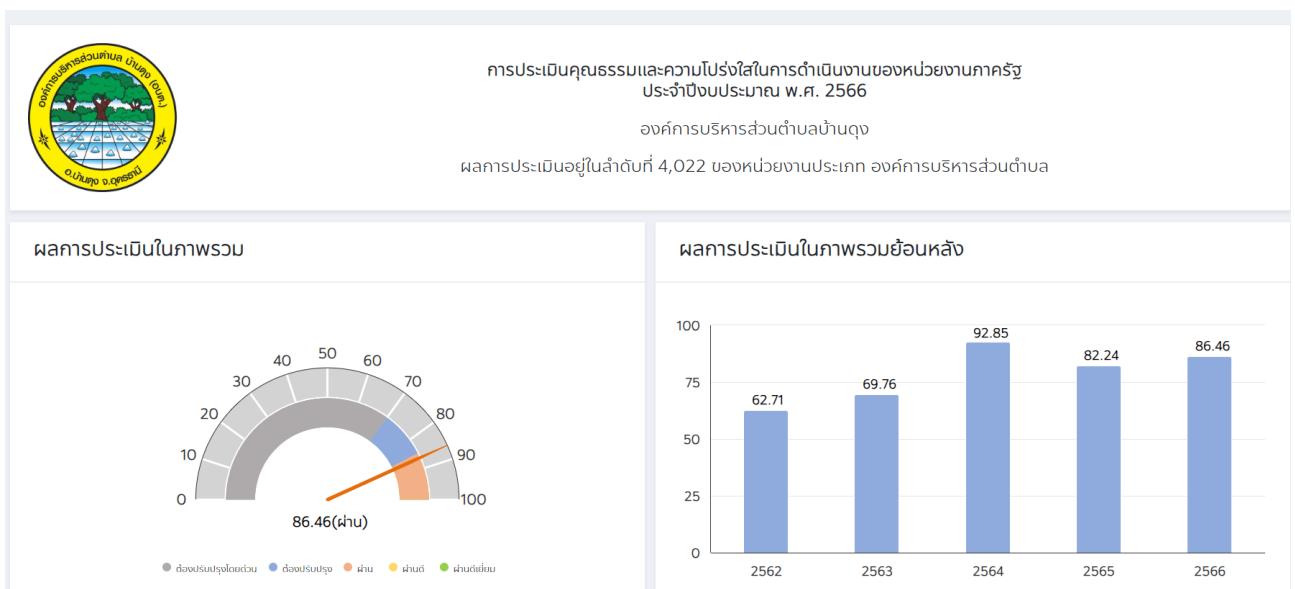 องค์การบริหารส่วนตำบล บ้านดุง (อบต.)
อ.บ้านดุง จ.อุดรธานี
การประเมินคุณธรรมและความโปร่งใสในการดำเนินงานของหน่วยงานภาครัฐ
ประจำปีงบประมาณ พ.ศ. 2566
องค์การบริหารส่วนตำบลบ้านดุง
ผลการประเมินอยู่ในลำดับที่ 4,022 ของหน่วยงานประเภท องค์การบริหารส่วนตำบล
ผลการประเมินในภาพรวม
0 10 20 30 40 50 60 70 80 90 100
86.46(ผ่าน)
ต้องปรับปรุงโดยด่วน ต้องปรับปรุง ผ่าน ผ่านดี ผ่านดีเยี่ยม
ผลการประเมินในภาพรวมย้อนหลัง
100
75
50
25
0
62.71 69.76 92.85 82.24 86.46
2562 2563 2564 2565 2566